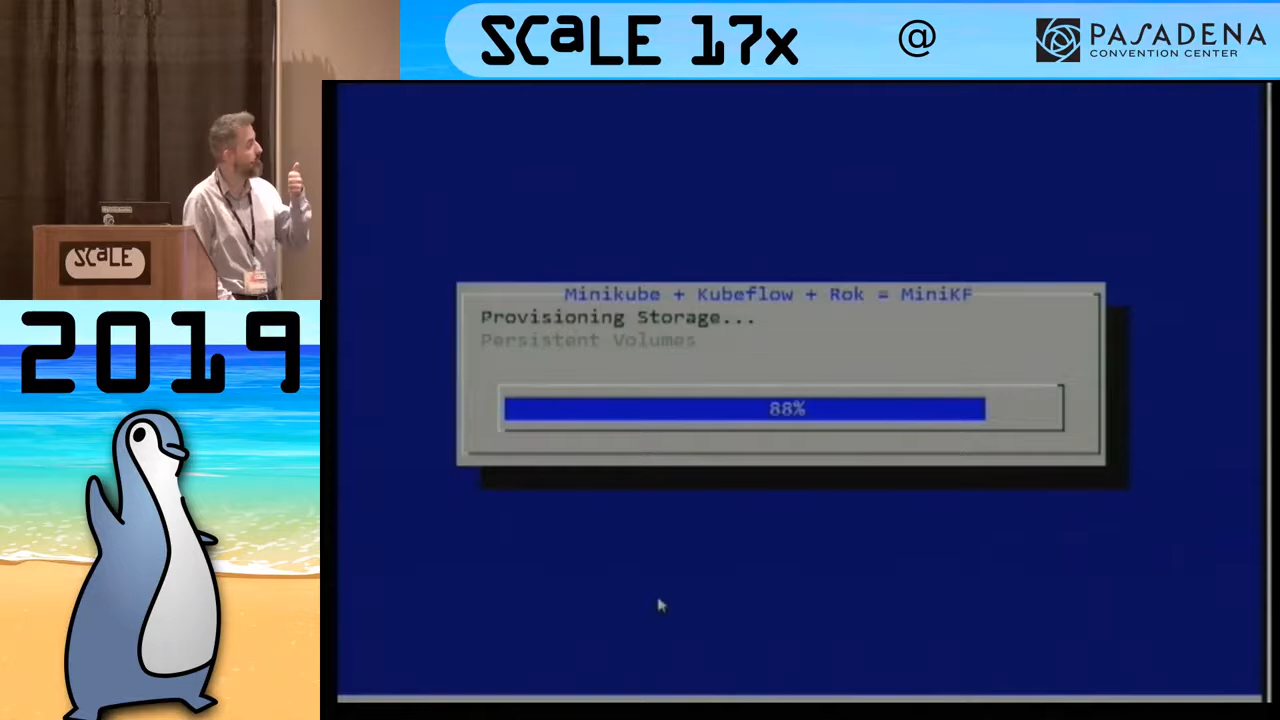 SCaLE 17x @ PASADENA
CONVENTION CENTER
SCaLE
2019
Minikube + Kubeflow + Rok = MiniKF
Provisioning Storage...
Persistent Volumes
88%